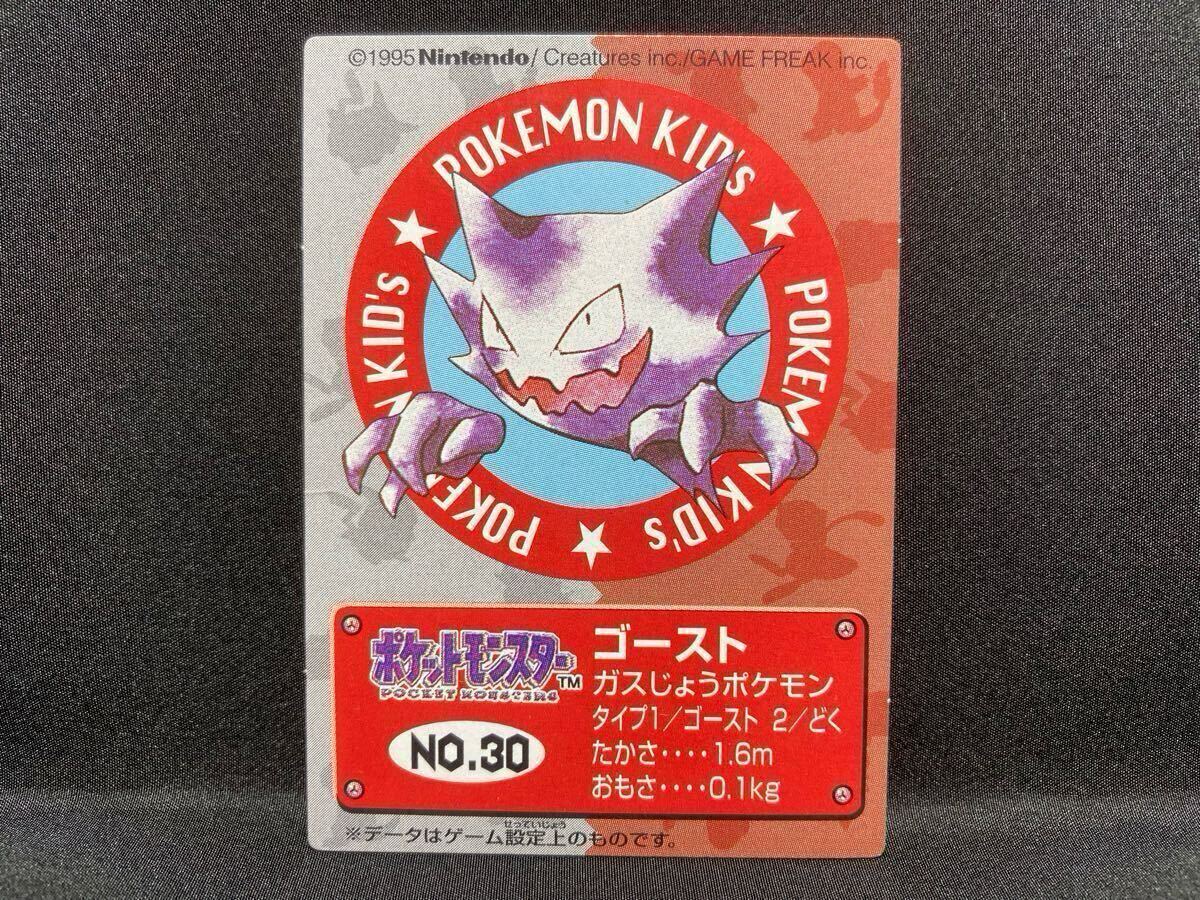 ©1995 Nintendo/ Creatures inc./GAME FREAK inc.
POKEMON KID's ★ POKEMON KID's ★ POKEMON KID's ★
ポケットモンスター™
POCKET MONSTERS
NO.30
ゴースト
ガスじょうポケモン
タイプ1/ゴースト 2/どく
たかさ････1.6m
おもさ････0.1kg
せっていじょう
※データはゲーム設定上のものです。